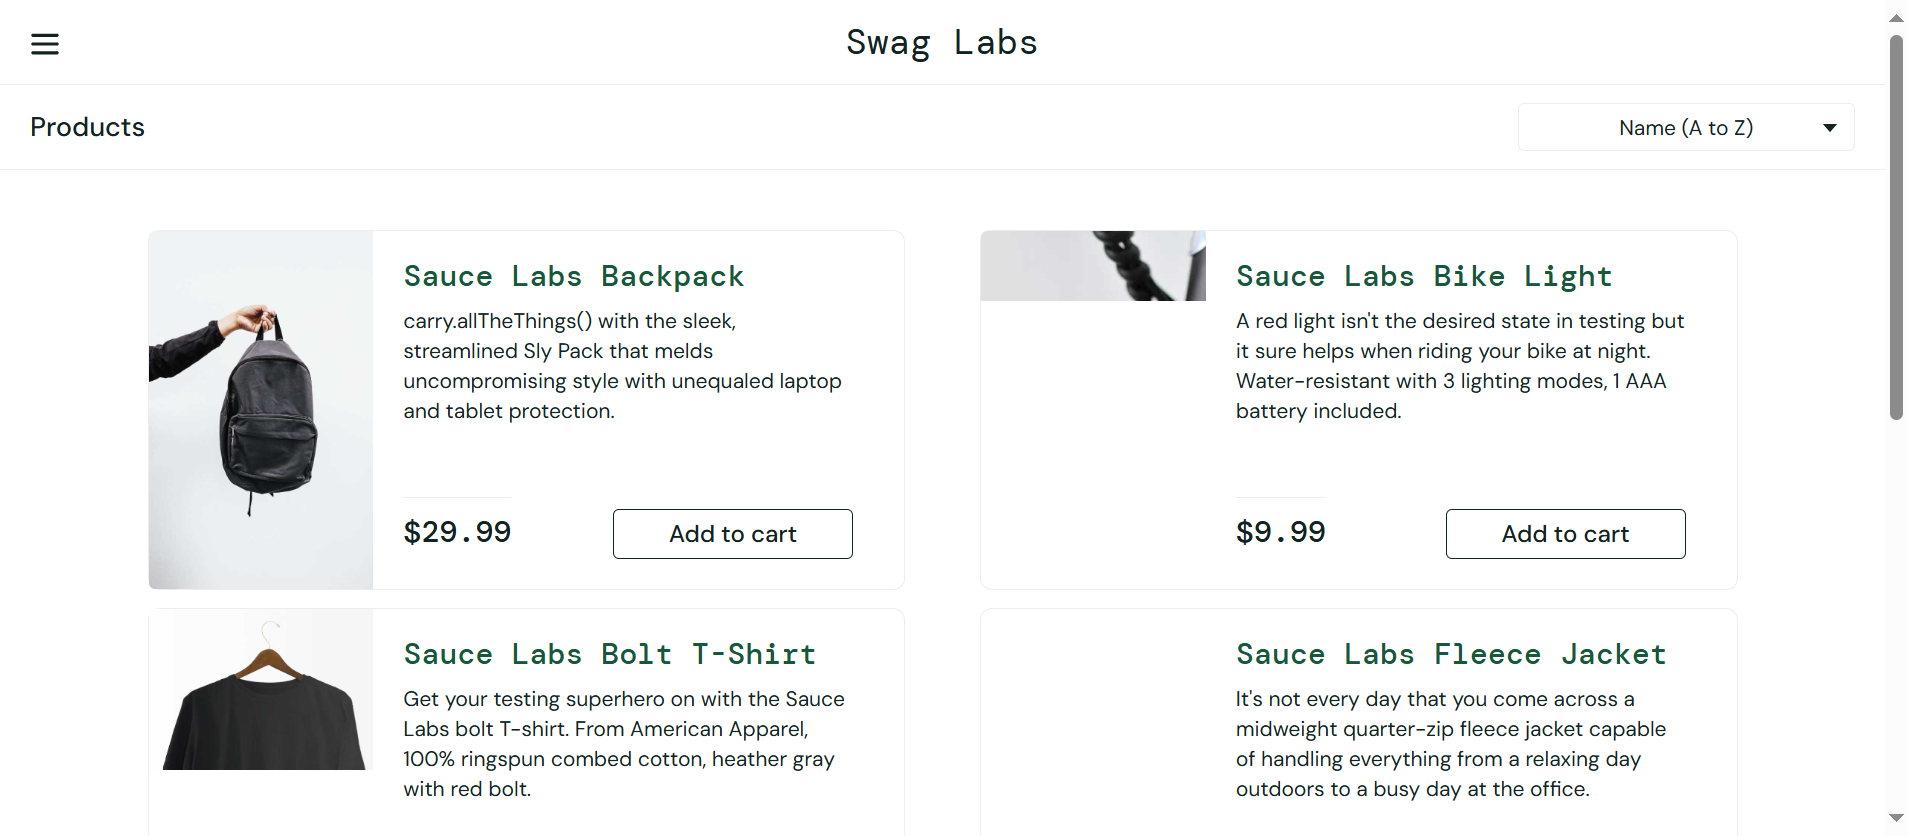 Swag Labs
Products
Name (A to Z)
Sauce Labs Backpack
carry.allTheThings() with the sleek,
streamlined Sly Pack that melds
uncompromising style with unequaled laptop
and tablet protection.
$29.99
Add to cart
Sauce Labs Bike Light
A red light isn't the desired state in testing but
it sure helps when riding your bike at night.
Water-resistant with 3 lighting modes, 1 AAA
battery included.
$9.99
Add to cart
Sauce Labs Bolt T-Shirt
Get your testing superhero on with the Sauce
Labs bolt T-shirt. From American Apparel,
100% ringspun combed cotton, heather gray
with red bolt.
Sauce Labs Fleece Jacket
It's not every day that you come across a
midweight quarter-zip fleece jacket capable
of handling everything from a relaxing day
outdoors to a busy day at the office.